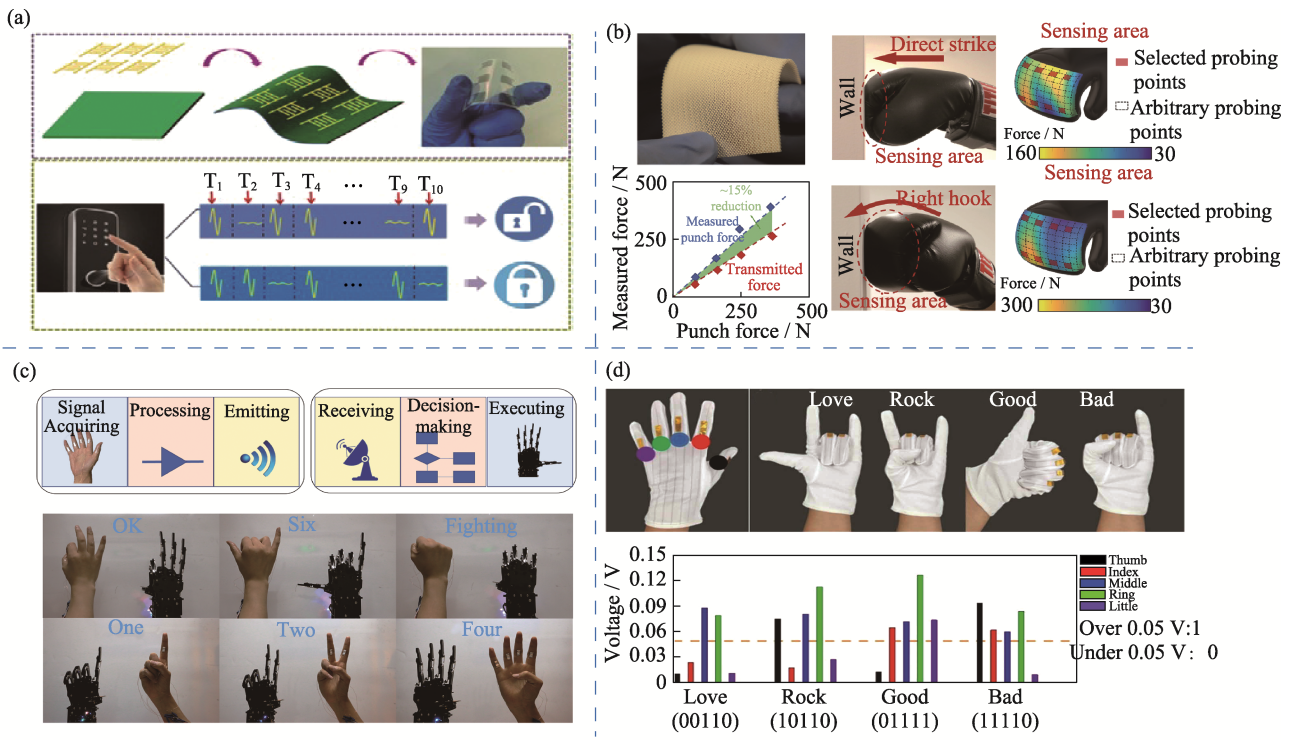 (a)
T1 T2 T3 T4 ... T9 T10
...
(b)
Direct strike
Wall
Sensing area
Sensing area
Selected probing
points
Arbitrary probing
points
Force / N
160 30
Measured force / N
500
250
0
~15%
reduction
Measured
punch force
Transmitted
force
0 250 500
Punch force / N
Right hook
Wall
Sensing area
Sensing area
Selected probing
points
Arbitrary probing
points
Force / N
300 30
(c)
Signal
Acquiring
Processing
Emitting
Receiving
Decision-
making
Executing
OK
Six
Fighting
One
Two
Four
(d)
Love
Rock
Good
Bad
Voltage / V
0.15
0.12
0.09
0.06
0.03
0
Thumb
Index
Middle
Ring
Little
Over 0.05 V:1
Under 0.05 V: 0
Love Rock Good Bad
(00110) (10110) (01111) (11110)